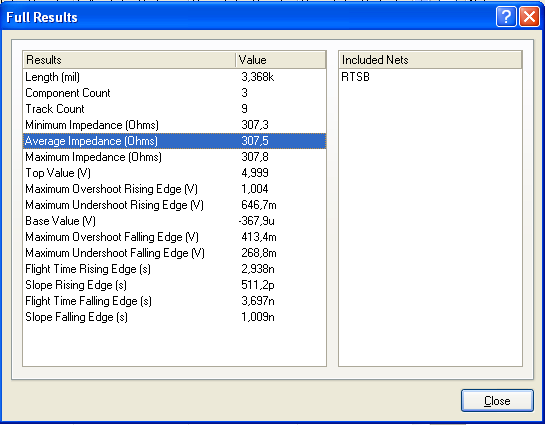 Full Results
Results Value
Length (mil) 3,368k
Component Count 3
Track Count 9
Minimum Impedance (Ohms) 307,3
Average Impedance (Ohms) 307,5
Maximum Impedance (Ohms) 307,8
Top Value (V) 4,999
Maximum Overshoot Rising Edge (V) 1,004
Maximum Undershoot Rising Edge (V) 646,7m
Base Value (V) -367,9u
Maximum Overshoot Falling Edge (V) 413,4m
Maximum Undershoot Falling Edge (V) 268,8m
Flight Time Rising Edge (s) 2,938n
Slope Rising Edge (s) 511,2p
Flight Time Falling Edge (s) 3,697n
Slope Falling Edge (s) 1,009n
Included Nets
RTSB
Close